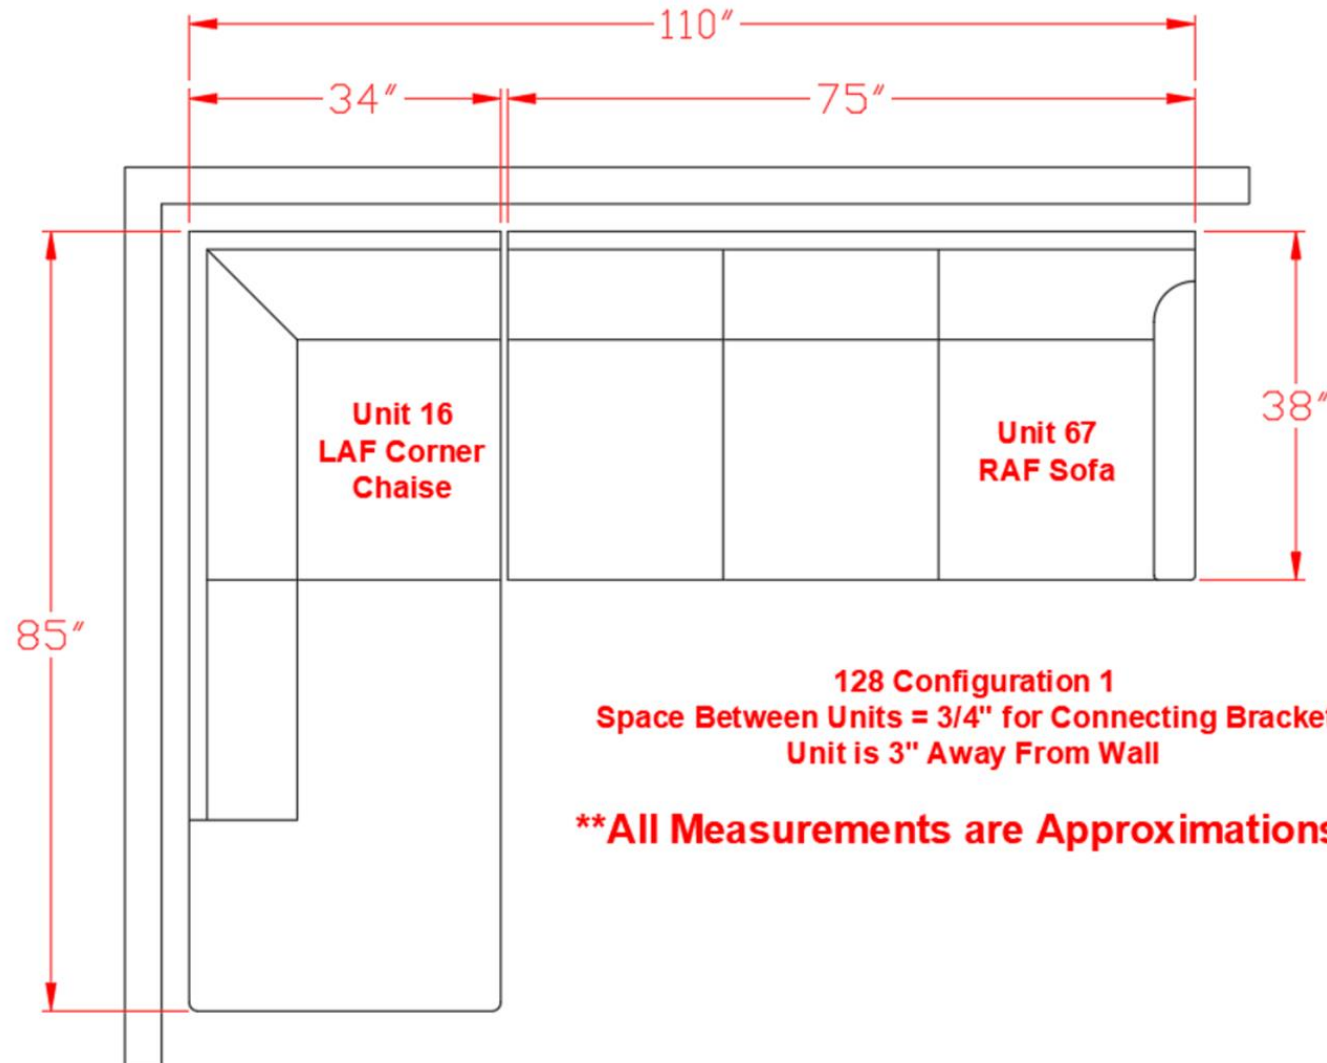 110"
34"
75"
38"
85"
Unit 16
LAF Corner
Chaise
Unit 67
RAF Sofa
128 Configuration 1
Space Between Units = 3/4" for Connecting Bracket
Unit is 3" Away From Wall
**All Measurements are Approximations